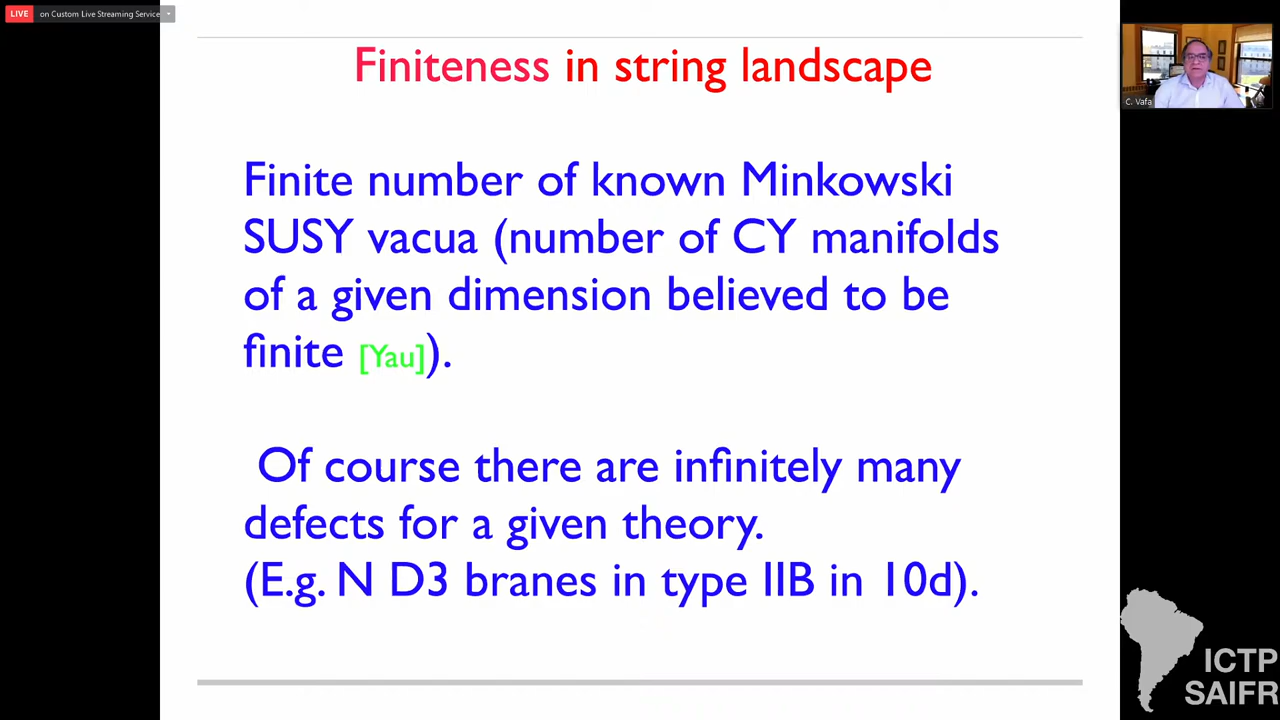 LIVE on Custom Live Streaming Service
Finiteness in string landscape
C. Vafa
Finite number of known Minkowski
SUSY vacua (number of CY manifolds
of a given dimension believed to be
finite [Yau]).
Of course there are infinitely many
defects for a given theory.
(E.g. N D3 branes in type IIB in 10d).
ICTP
SAIFR